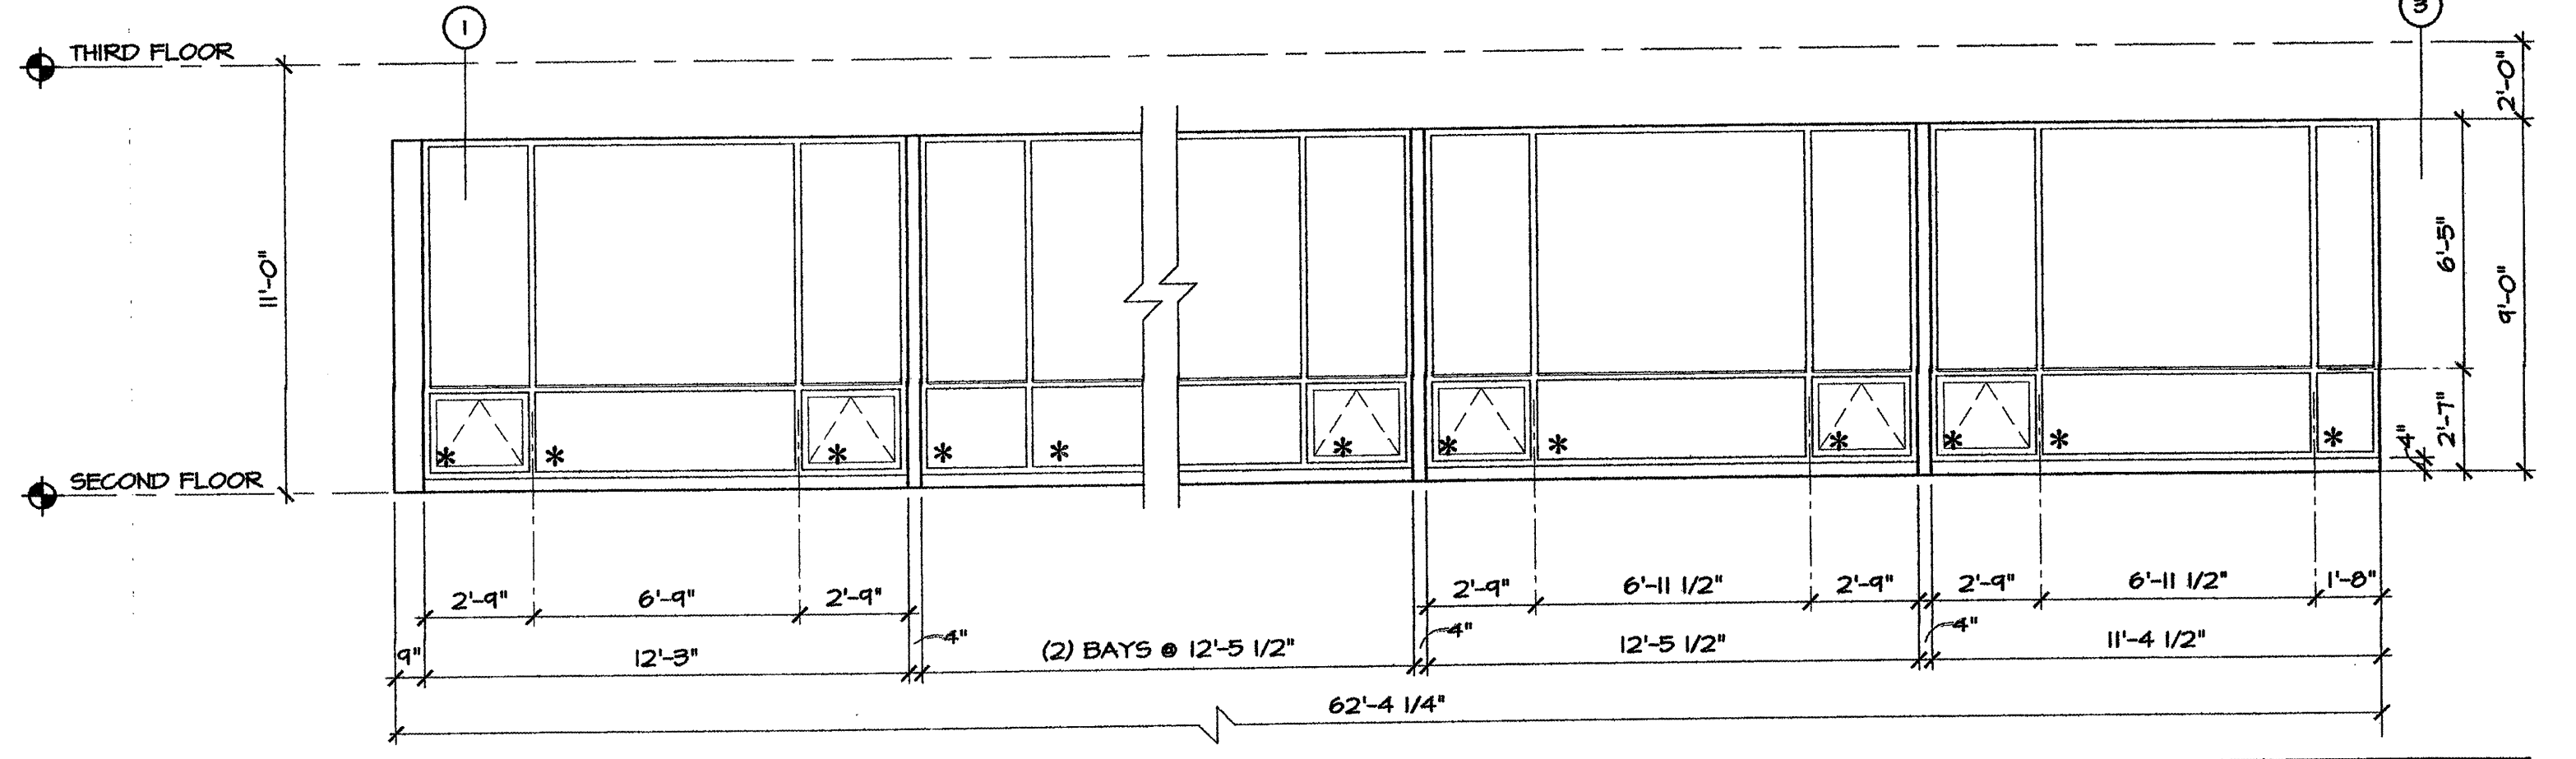 1
3
THIRD FLOOR
2'-0"
11'-0"
6'-5"
9'-0"
* * * * * * * * * * * *
4"
2'-7"
SECOND FLOOR
2'-9" 6'-9" 2'-9" 2'-9" 6'-11 1/2" 2'-9" 2'-9" 6'-11 1/2" 1'-8"
4" 4" 4"
9" 12'-3" (2) BAYS @ 12'-5 1/2" 12'-5 1/2" 11'-4 1/2"
62'-4 1/4"